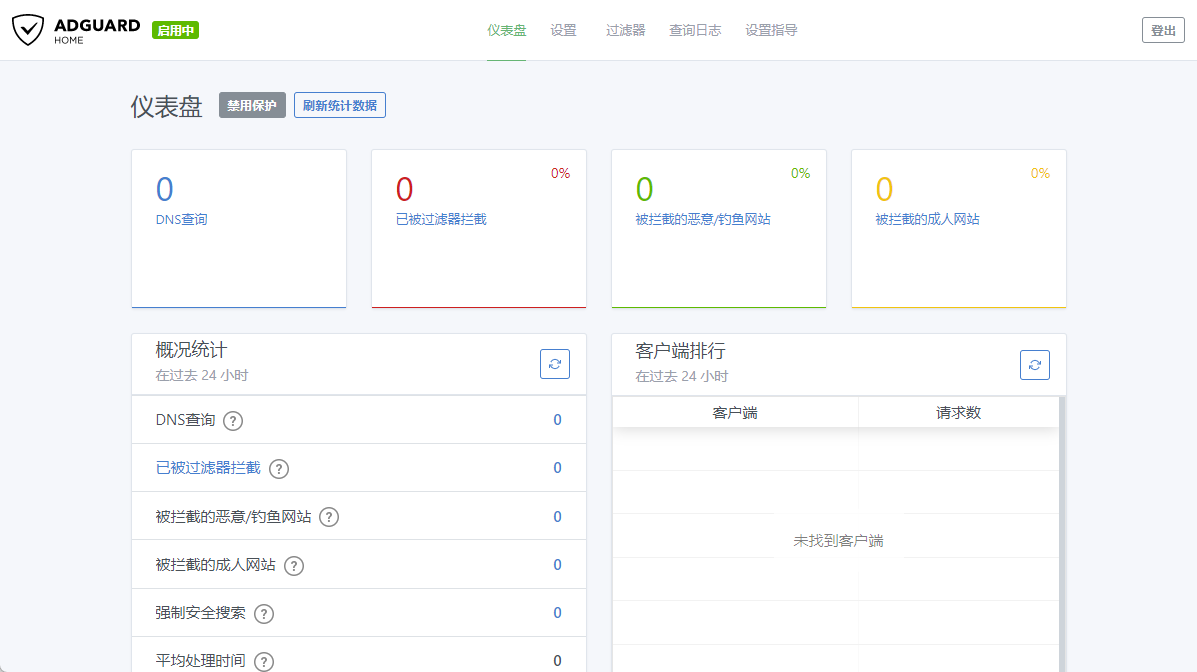 ADGUARD
HOME
启用中
仪表盘 设置 过滤器 查询日志 设置指导
登出
仪表盘 禁用保护 刷新统计数据
0
DNS查询
0%
0
已被过滤器拦截
0%
0
被拦截的恶意/钓鱼网站
0%
0
被拦截的成人网站
概况统计
在过去 24 小时
DNS查询 ? 0
已被过滤器拦截 ? 0
被拦截的恶意/钓鱼网站 ? 0
被拦截的成人网站 ? 0
强制安全搜索 ? 0
平均处理时间 ? 0
客户端排行
在过去 24 小时
客户端 请求数
未找到客户端